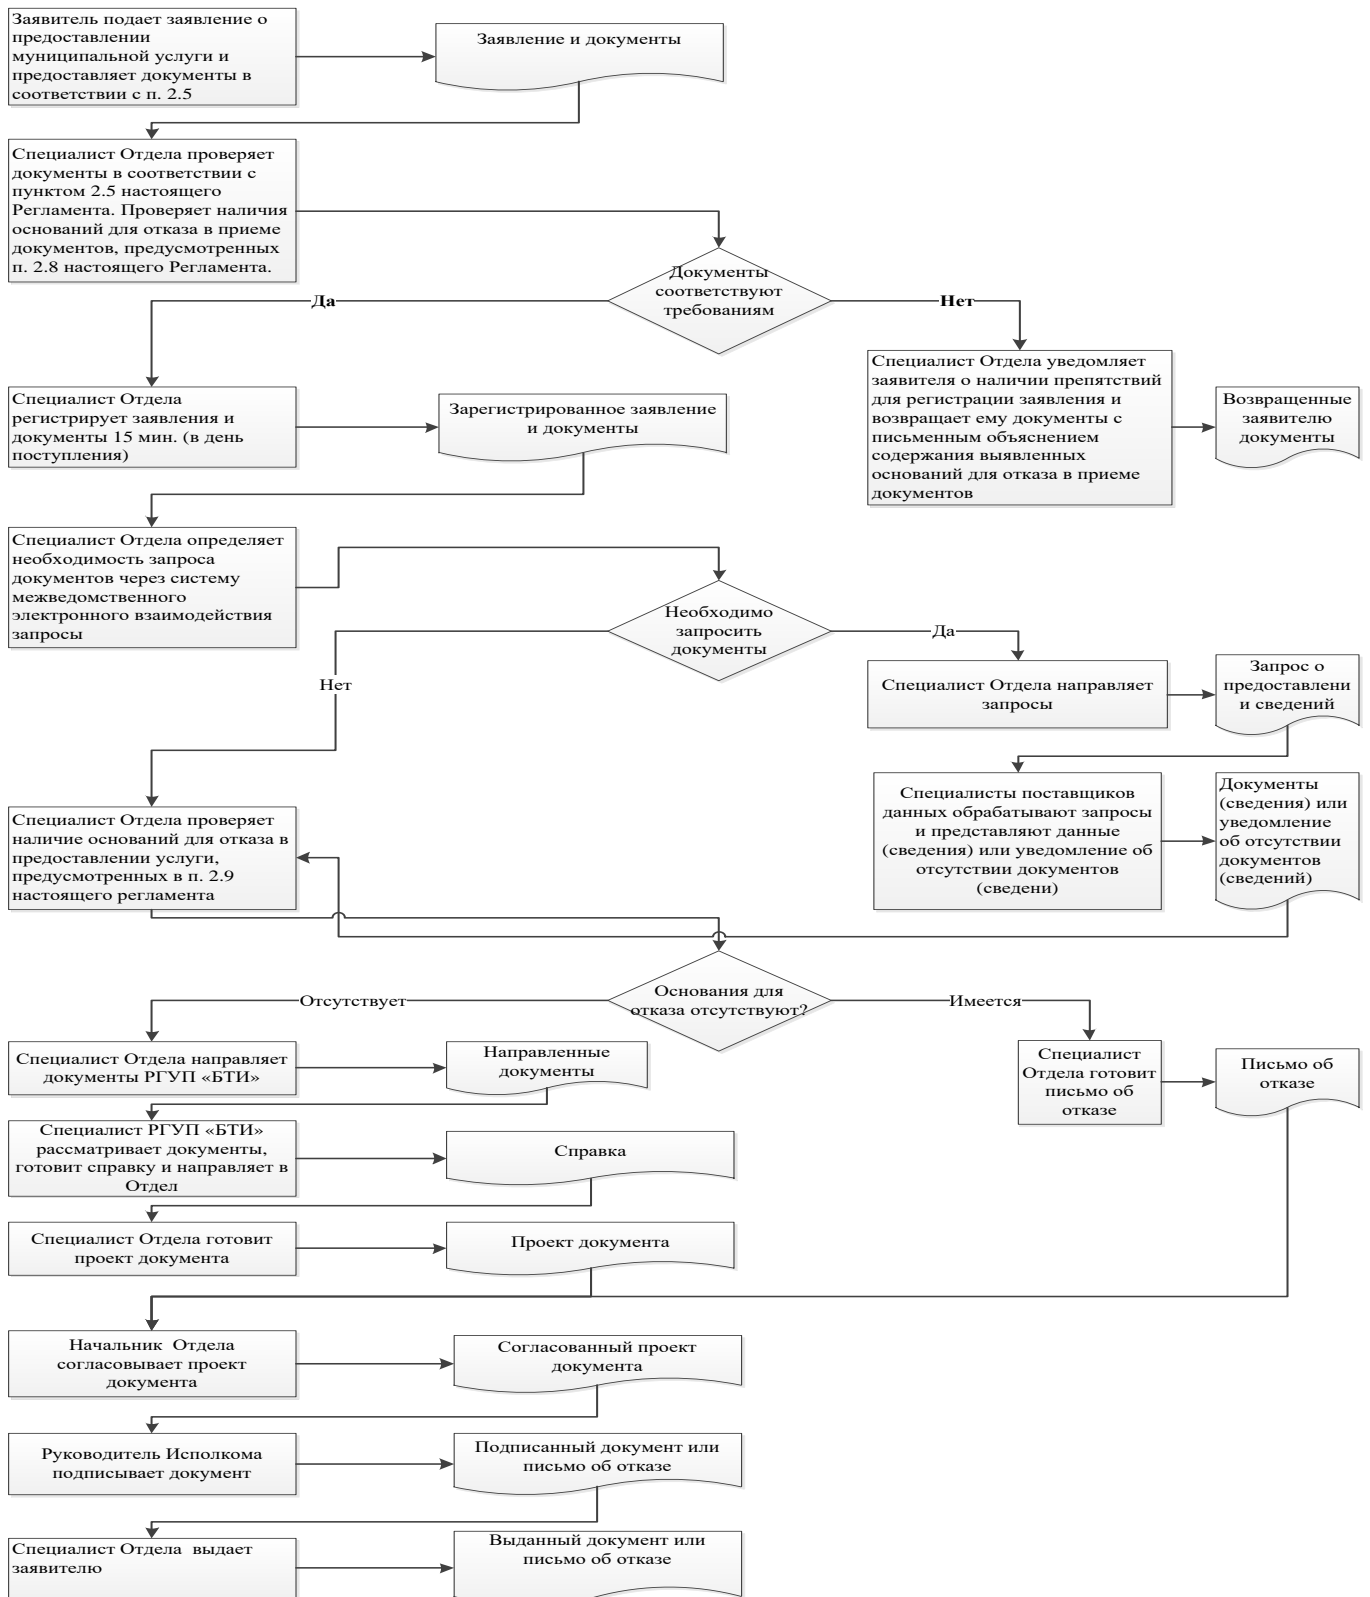 Заявитель подает заявление о
предоставлении
муниципальной услуги и
предоставляет документы в
соответствии с п. 2.5
Заявление и документы
Специалист Отдела проверяет
документы в соответствии с
пунктом 2.5 настоящего
Регламента. Проверяет наличия
оснований для отказа в приеме
документов, предусмотренных
п. 2.8 настоящего Регламента.
Документы
соответствуют
требованиям
Да
Нет
Специалист Отдела
регистрирует заявления и
документы 15 мин. (в день
поступления)
Зарегистрированное заявление
и документы
Специалист Отдела уведомляет
заявителя о наличии препятствий
для регистрации заявления и
возвращает ему документы с
письменным объяснением
содержания выявленных
оснований для отказа в приеме
документов
Возвращенные
заявителю
документы
Специалист Отдела определяет
необходимость запроса
документов через систему
межведомственного
электронного взаимодействия
запросы
Необходимо
запросить
документы
Да
Нет
Специалист Отдела направляет
запросы
Запрос о
предоставлени
и сведений
Специалисты поставщиков
данных обрабатывают запросы
и представляют данные
(сведения) или уведомление об
отсутствии документов
(сведени)
Документы
(сведения) или
уведомление
об отсутствии
документов
(сведений)
Специалист Отдела проверяет
наличие оснований для отказа в
предоставлении услуги,
предусмотренных в п. 2.9
настоящего регламента
Основания для
отказа отсутствуют?
Отсутствует
Имеется
Специалист Отдела направляет
документы РГУП «БТИ»
Направленные
документы
Специалист
Отдела готовит
письмо об
отказе
Письмо об
отказе
Специалист РГУП «БТИ»
рассматривает документы,
готовит справку и направляет в
Отдел
Справка
Специалист Отдела готовит
проект документа
Проект документа
Начальник  Отдела
согласовывает проект
документа
Согласованный проект
документа
Руководитель Исполкома
подписывает документ
Подписанный документ или
письмо об отказе
Специалист Отдела  выдает
заявителю
Выданный документ или
письмо об отказе